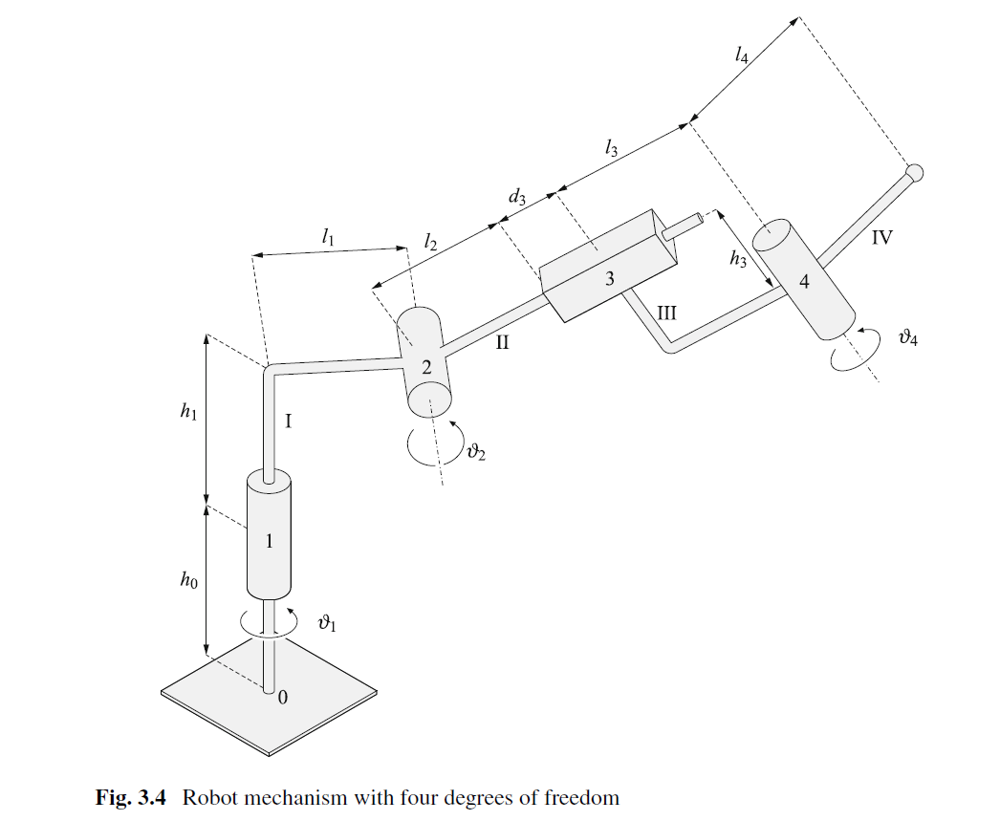 l4
l3
d3
l2
l1
3
h3
4
IV
III
II
ϑ4
2
h1
I
ϑ2
1
h0
ϑ1
0
Fig. 3.4 Robot mechanism with four degrees of freedom